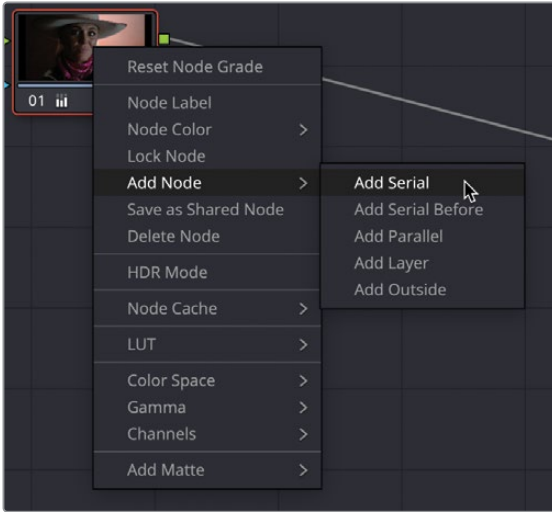 01
Reset Node Grade
Node Label
Node Color
Lock Node
Add Node
Save as Shared Node
Delete Node
HDR Mode
Node Cache
LUT
Color Space
Gamma
Channels
Add Matte
Add Serial
Add Serial Before
Add Parallel
Add Layer
Add Outside